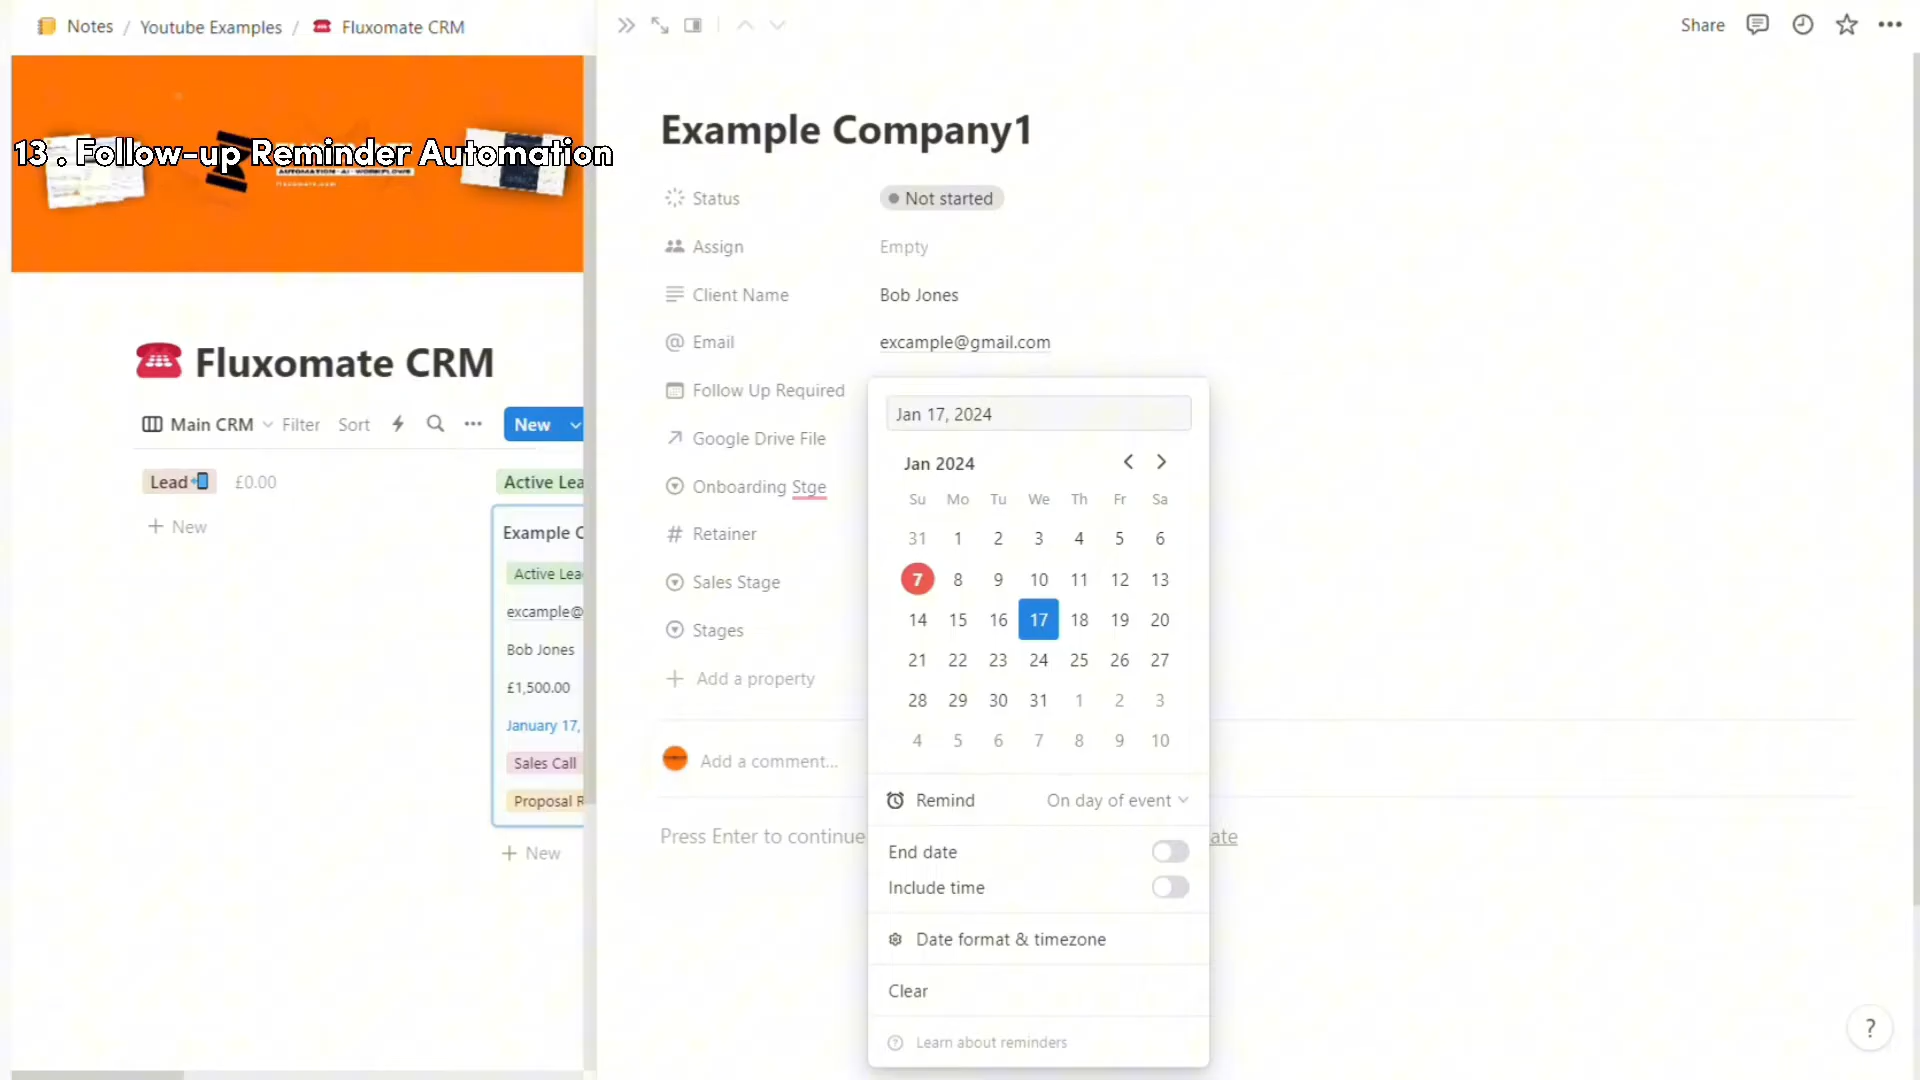 Notes / Youtube Examples / Fluxomate CRM
Share
13 . Follow-up Reminder Automation
AUTOMATION · AI · WORKFLOWS
Fluxomate CRM
Main CRM
Filter
Sort
New
Lead
£0.00
Active Lea
+ New
Example C
Active Lea
excample@
Bob Jones
£1,500.00
January 17,
Sales Call
Proposal R
+ New
Example Company1
Status
Not started
Assign
Empty
Client Name
Bob Jones
@ Email
excample@gmail.com
Follow Up Required
Google Drive File
Onboarding Stge
# Retainer
Sales Stage
Stages
+ Add a property
Add a comment...
Press Enter to continue
ate
Jan 17, 2024
Jan 2024
Su Mo Tu We Th Fr Sa
31 1 2 3 4 5 6
7 8 9 10 11 12 13
14 15 16 17 18 19 20
21 22 23 24 25 26 27
28 29 30 31 1 2 3
4 5 6 7 8 9 10
Remind
On day of event
End date
Include time
Date format & timezone
Clear
? Learn about reminders
?